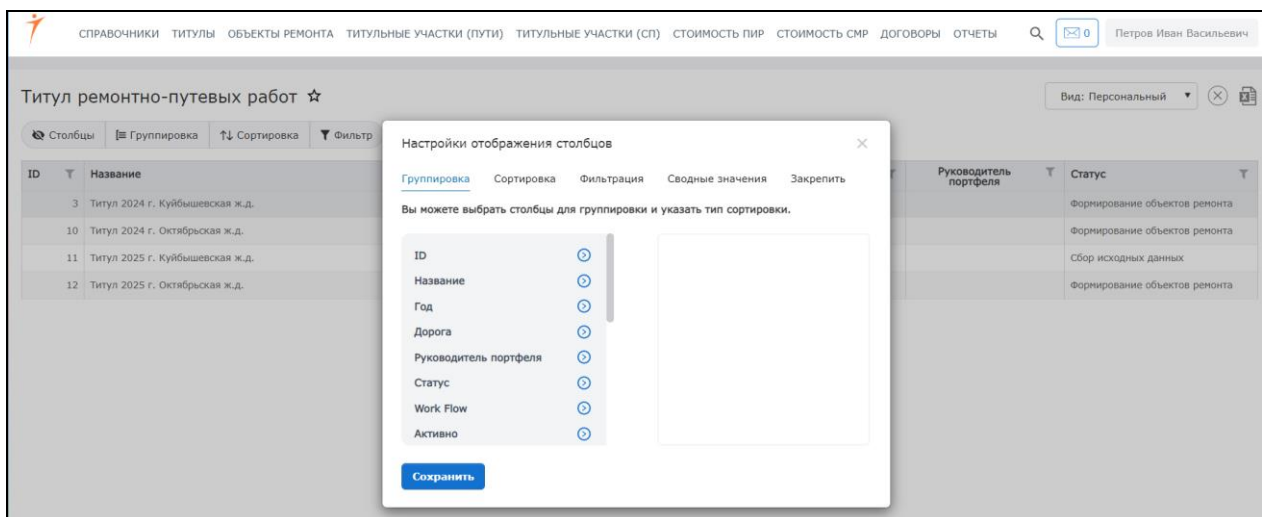 СПРАВОЧНИКИ ТИТУЛЫ ОБЪЕКТЫ РЕМОНТА ТИТУЛЬНЫЕ УЧАСТКИ (ПУТИ) ТИТУЛЬНЫЕ УЧАСТКИ (СП) СТОИМОСТЬ ПИР СТОИМОСТЬ СМР ДОГОВОРЫ ОТЧЕТЫ 0 Петров Иван Васильевич
Титул ремонтно-путевых работ Вид: Персональный
Столбцы Группировка Сортировка Фильтр
ID Название Руководитель портфеля Статус
3 Титул 2024 г. Куйбышевская ж.д. Формирование объектов ремонта
10 Титул 2024 г. Октябрьская ж.д. Формирование объектов ремонта
11 Титул 2025 г. Куйбышевская ж.д. Сбор исходных данных
12 Титул 2025 г. Октябрьская ж.д. Формирование объектов ремонта
Настройки отображения столбцов
Группировка Сортировка Фильтрация Сводные значения Закрепить
Вы можете выбрать столбцы для группировки и указать тип сортировки.
ID
Название
Год
Дорога
Руководитель портфеля
Статус
Work Flow
Активно
Сохранить